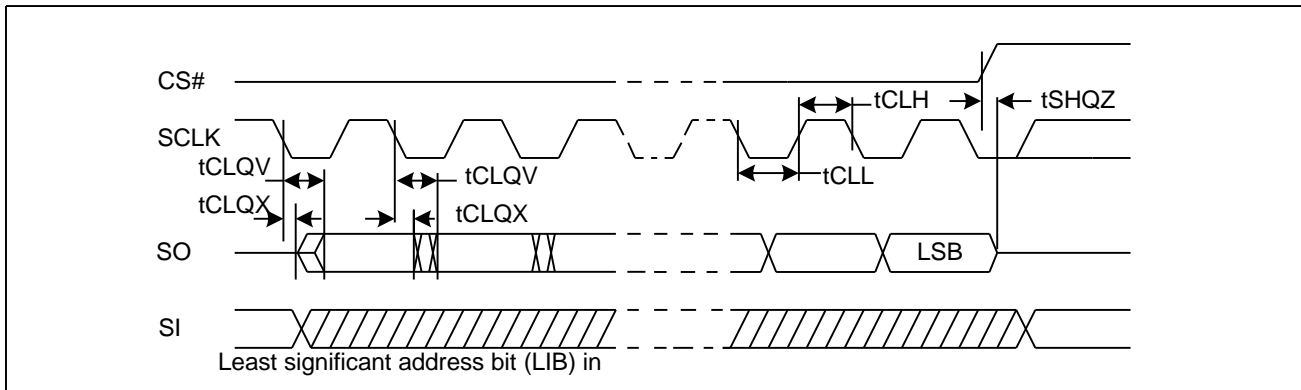 CS#
tCLH
tSHQZ
SCLK
tCLQV
tCLQV
tCLL
tCLQX
tCLQX
SO
LSB
SI
Least significant address bit (LIB) in